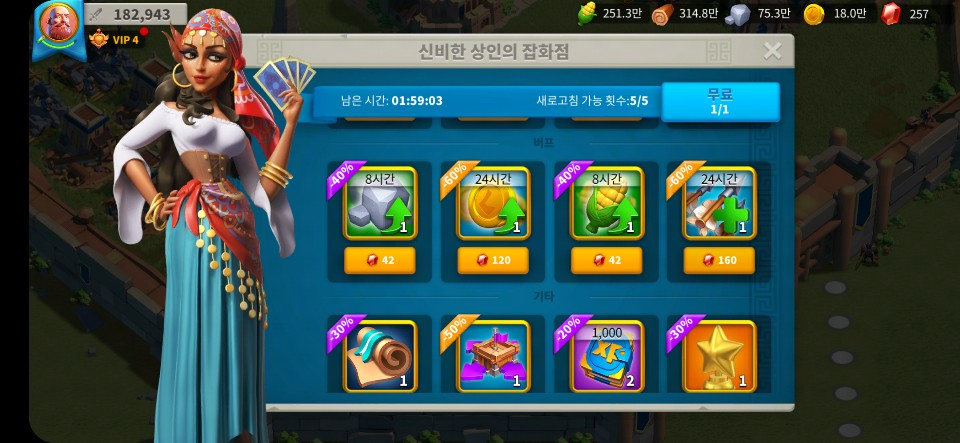 182,943
251.3만
314.8만
75.3만
18.0만
257
VIP 4
신비한 상인의 잡화점
남은 시간: 01:59:03
새로고침 가능 횟수:5/5
무료
1/1
버프
-40%
8시간
1
-60%
24시간
1
-40%
8시간
1
-60%
24시간
1
42
120
42
160
기타
-30%
1
-50%
1
-20%
1,000
XP
2
-30%
1